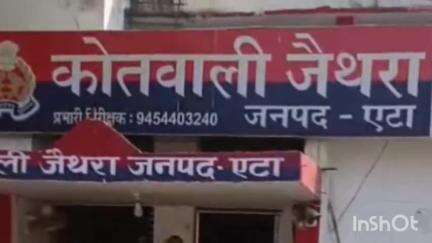 कोतवाली जैथरा
प्रभारी निरीक्षक : 9454403240 जनपद - एटा
ली जैथरा जनपद-एटा
InShOt